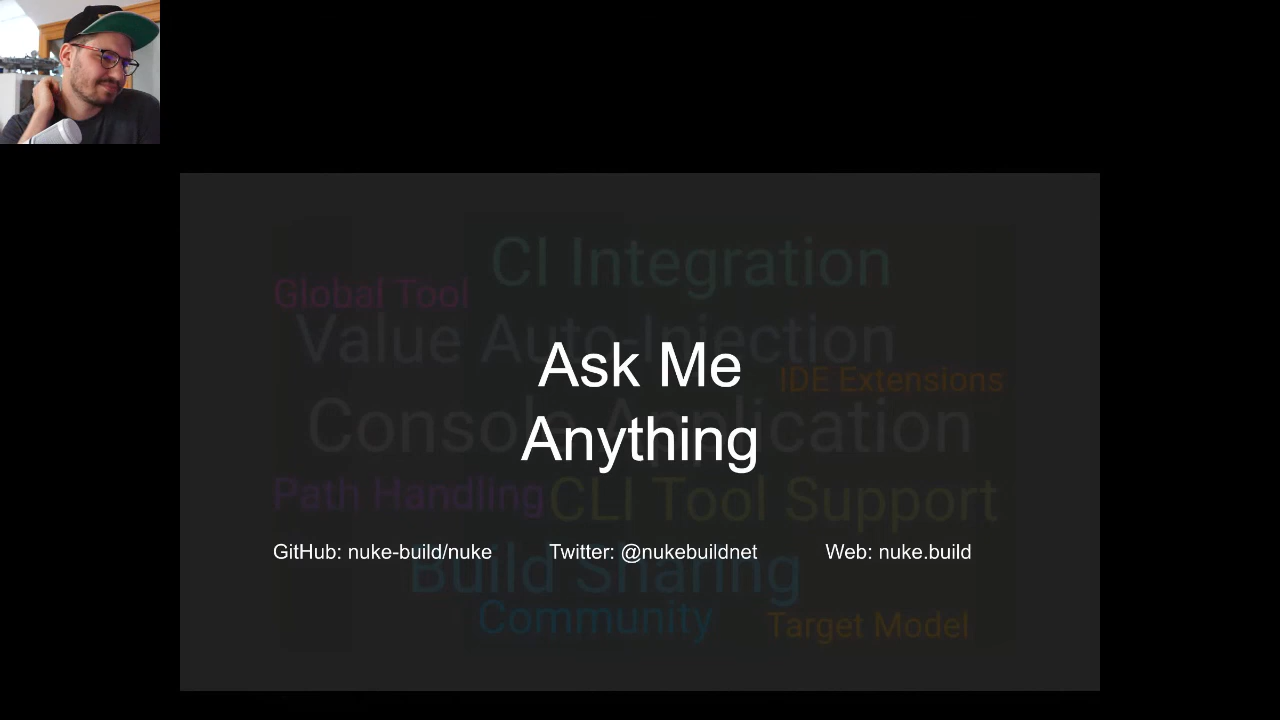 CI Integration
Global Tool
Value Auto-Injection
Ask Me
IDE Extensions
Console Application
Anything
Path Handling
CLI Tool Support
GitHub: nuke-build/nuke
Twitter: @nukebuildnet
Web: nuke.build
Build Sharing
Community
Target Model